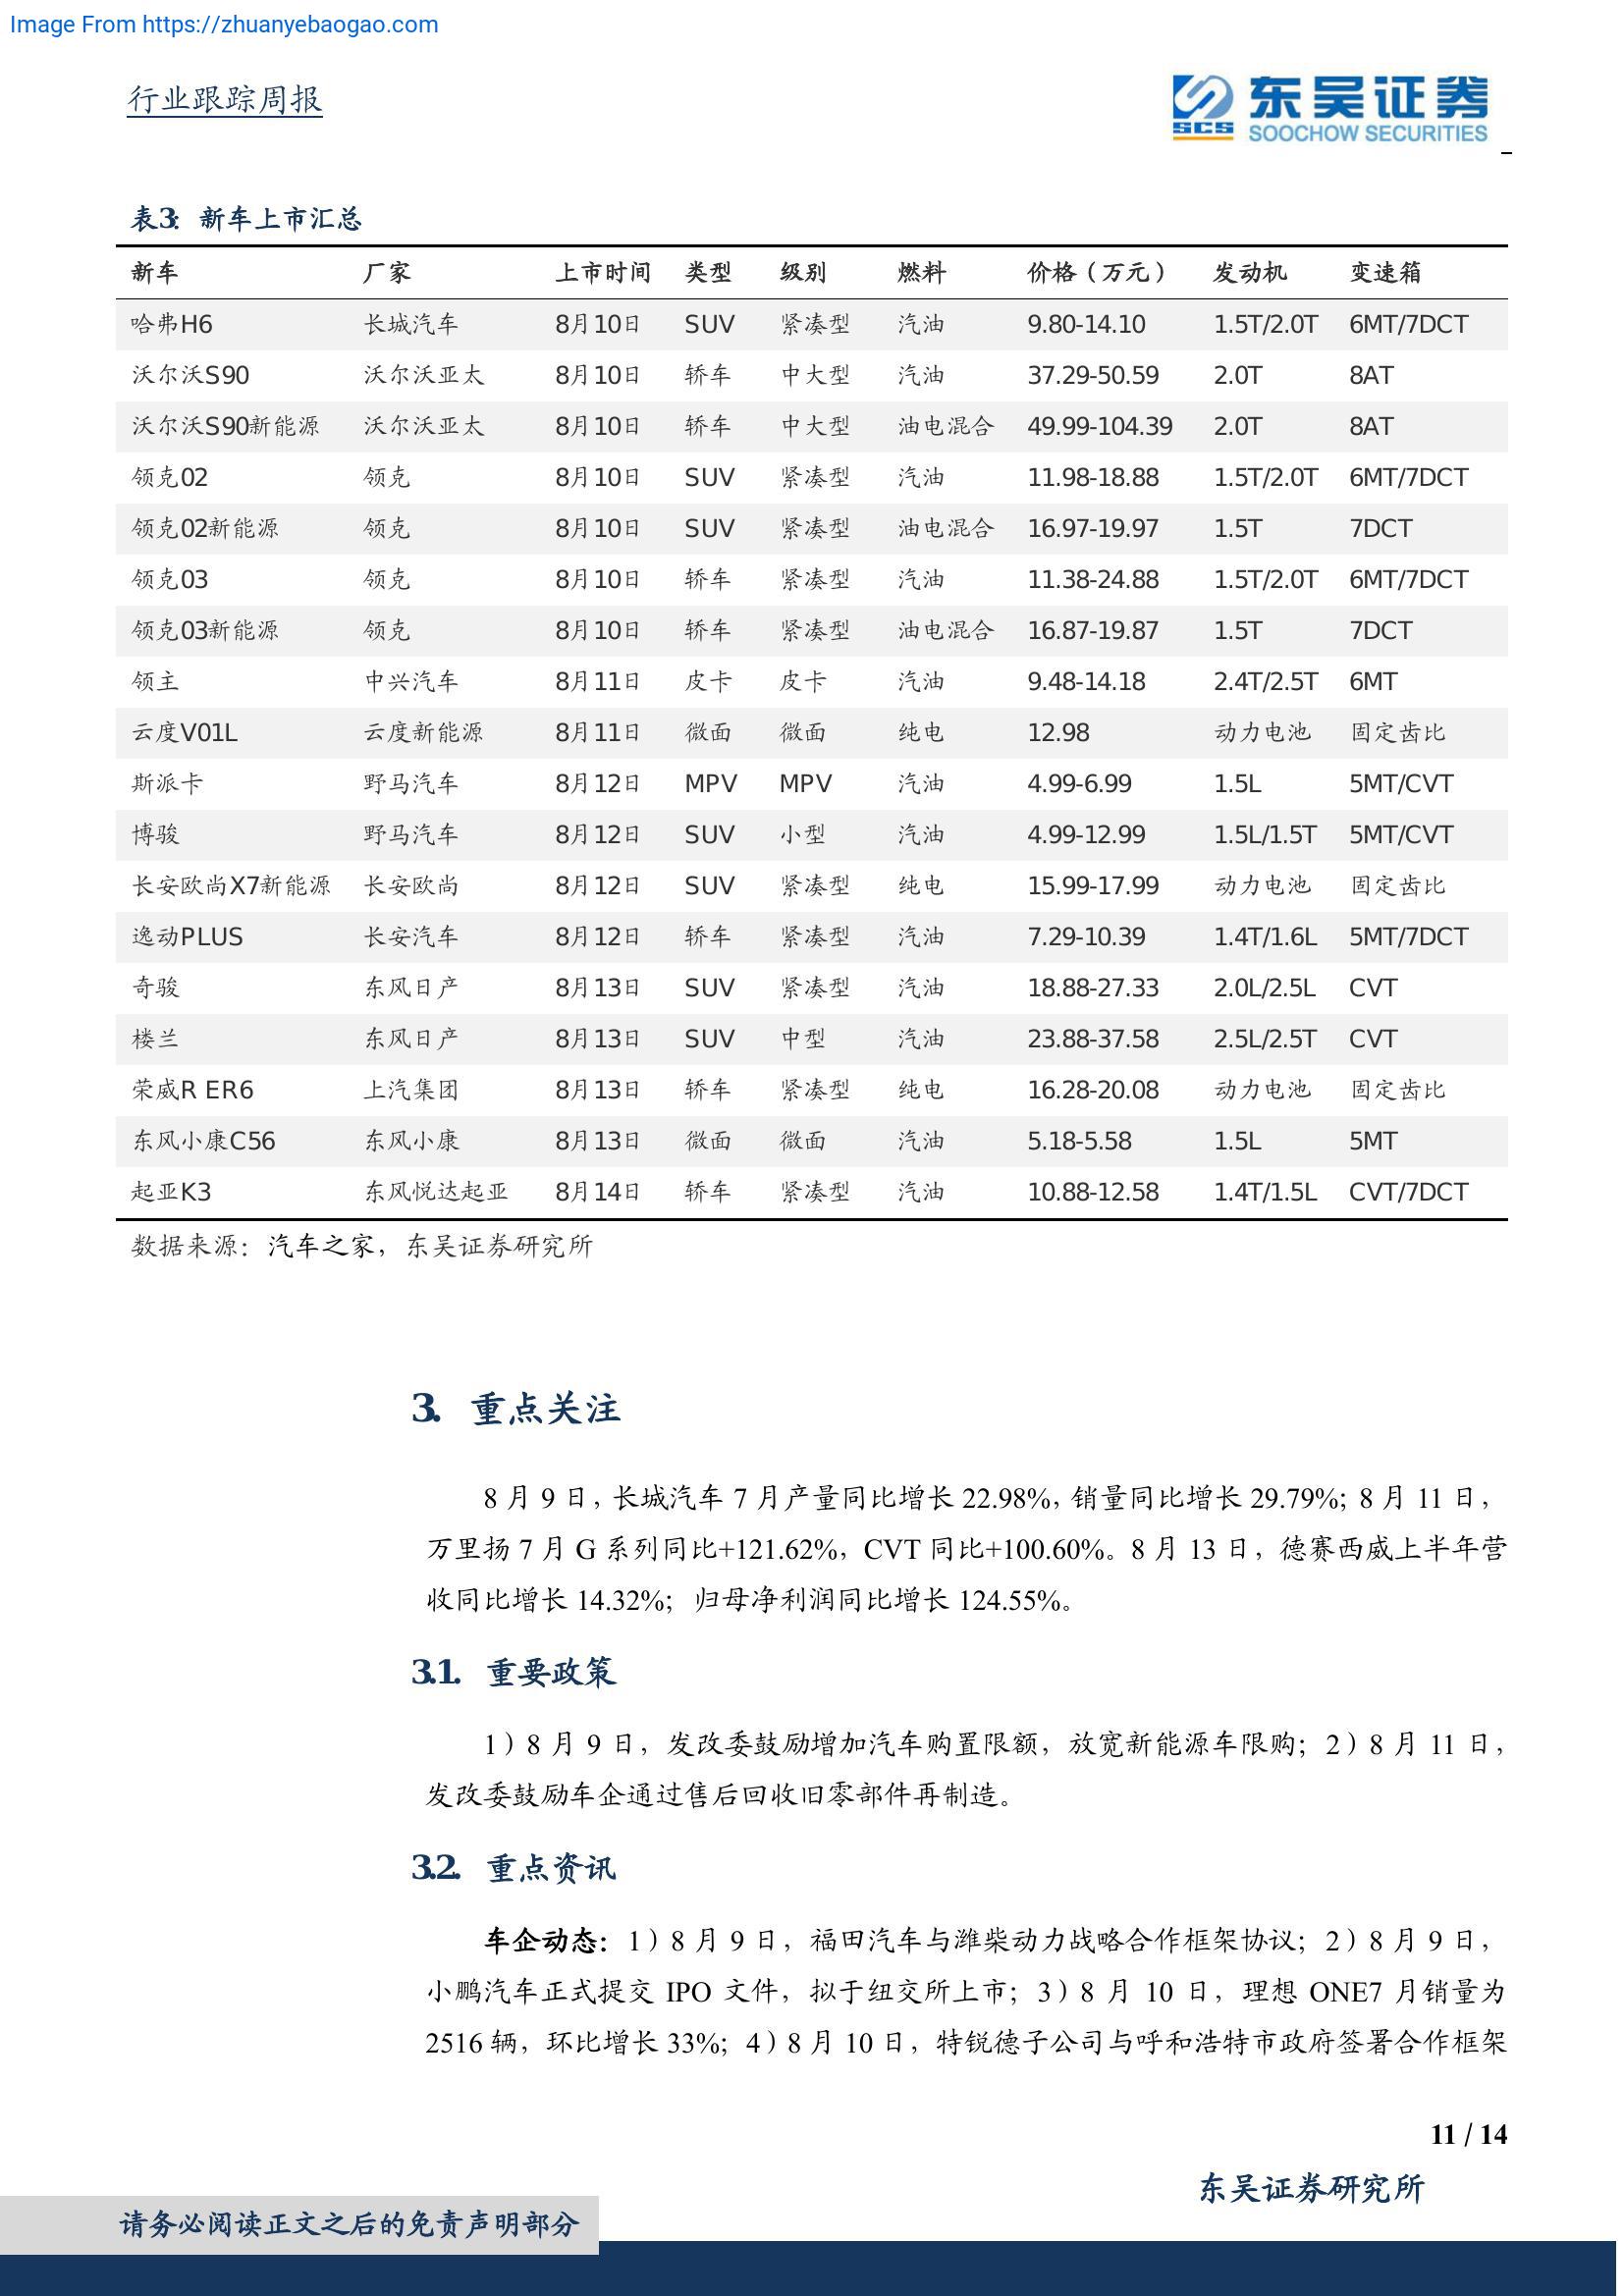 Image From https://zhuanyebaogao.com
行业跟踪周报
东吴证券
SCS SOOCHOW SECURITIES
表3: 新车上市汇总
新车 厂家 上市时间 类型 级别 燃料 价格（万元） 发动机 变速箱
哈弗H6 长城汽车 8月10日 SUV 紧凑型 汽油 9.80-14.10 1.5T/2.0T 6MT/7DCT
沃尔沃S90 沃尔沃亚太 8月10日 轿车 中大型 汽油 37.29-50.59 2.0T 8AT
沃尔沃S90新能源 沃尔沃亚太 8月10日 轿车 中大型 油电混合 49.99-104.39 2.0T 8AT
领克02 领克 8月10日 SUV 紧凑型 汽油 11.98-18.88 1.5T/2.0T 6MT/7DCT
领克02新能源 领克 8月10日 SUV 紧凑型 油电混合 16.97-19.97 1.5T 7DCT
领克03 领克 8月10日 轿车 紧凑型 汽油 11.38-24.88 1.5T/2.0T 6MT/7DCT
领克03新能源 领克 8月10日 轿车 紧凑型 油电混合 16.87-19.87 1.5T 7DCT
领主 中兴汽车 8月11日 皮卡 皮卡 汽油 9.48-14.18 2.4T/2.5T 6MT
云度V01L 云度新能源 8月11日 微面 微面 纯电 12.98 动力电池 固定齿比
斯派卡 野马汽车 8月12日 MPV MPV 汽油 4.99-6.99 1.5L 5MT/CVT
博骏 野马汽车 8月12日 SUV 小型 汽油 4.99-12.99 1.5L/1.5T 5MT/CVT
长安欧尚X7新能源 长安欧尚 8月12日 SUV 紧凑型 纯电 15.99-17.99 动力电池 固定齿比
逸动PLUS 长安汽车 8月12日 轿车 紧凑型 汽油 7.29-10.39 1.4T/1.6L 5MT/7DCT
奇骏 东风日产 8月13日 SUV 紧凑型 汽油 18.88-27.33 2.0L/2.5L CVT
楼兰 东风日产 8月13日 SUV 中型 汽油 23.88-37.58 2.5L/2.5T CVT
荣威R ER6 上汽集团 8月13日 轿车 紧凑型 纯电 16.28-20.08 动力电池 固定齿比
东风小康C56 东风小康 8月13日 微面 微面 汽油 5.18-5.58 1.5L 5MT
起亚K3 东风悦达起亚 8月14日 轿车 紧凑型 汽油 10.88-12.58 1.4T/1.5L CVT/7DCT
数据来源：汽车之家，东吴证券研究所
3. 重点关注
8 月 9 日，长城汽车 7 月产量同比增长 22.98%，销量同比增长 29.79%；8 月 11 日，
万里扬 7 月 G 系列同比+121.62%，CVT 同比+100.60%。8 月 13 日，德赛西威上半年营
收同比增长 14.32%；归母净利润同比增长 124.55%。
3.1. 重要政策
1）8 月 9 日，发改委鼓励增加汽车购置限额，放宽新能源车限购；2）8 月 11 日，
发改委鼓励车企通过售后回收旧零部件再制造。
3.2. 重点资讯
车企动态：1）8 月 9 日，福田汽车与潍柴动力战略合作框架协议；2）8 月 9 日，
小鹏汽车正式提交 IPO 文件，拟于纽交所上市；3）8 月 10 日，理想 ONE7 月销量为
2516 辆，环比增长 33%；4）8 月 10 日，特锐德子公司与呼和浩特市政府签署合作框架
11 / 14
东吴证券研究所
请务必阅读正文之后的免责声明部分